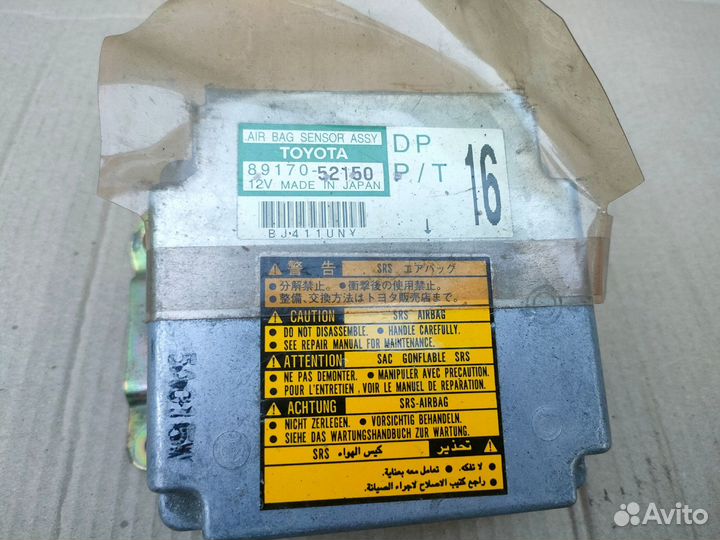 AIR BAG SENSOR ASSY
TOYOTA
89170-52150
12V MADE IN JAPAN
DP
P/T
16
BJ411UNY
↓
警告 SRS エアバッグ
● 分解禁止。 ● 衝撃後の使用禁止。
● 整備、交換方法はトヨタ販売店まで。
CAUTION SRS AIRBAG
● DO NOT DISASSEMBLE. ● HANDLE CAREFULLY.
● SEE REPAIR MANUAL FOR MAINTENANCE.
ATTENTION SAC GONFLABLE SRS
● NE PAS DEMONTER. ● MANIPULER AVEC PRECAUTION.
● POUR L'ENTRETIEN, VOIR LE MANUEL DE REPARATION.
ACHTUNG SRS-AIRBAG
● NICHT ZERLEGEN. ● VORSICHTIG BEHANDELN.
● SIEHE DAS WARTUNGSHANDBUCH ZUR WARTUNG.
تحذير
كيس الهواء SRS
● لا تفكه. ● تعامل معه بعناية.
● راجع كتيب الاصلاح لاجراء الصيانة.
Avito